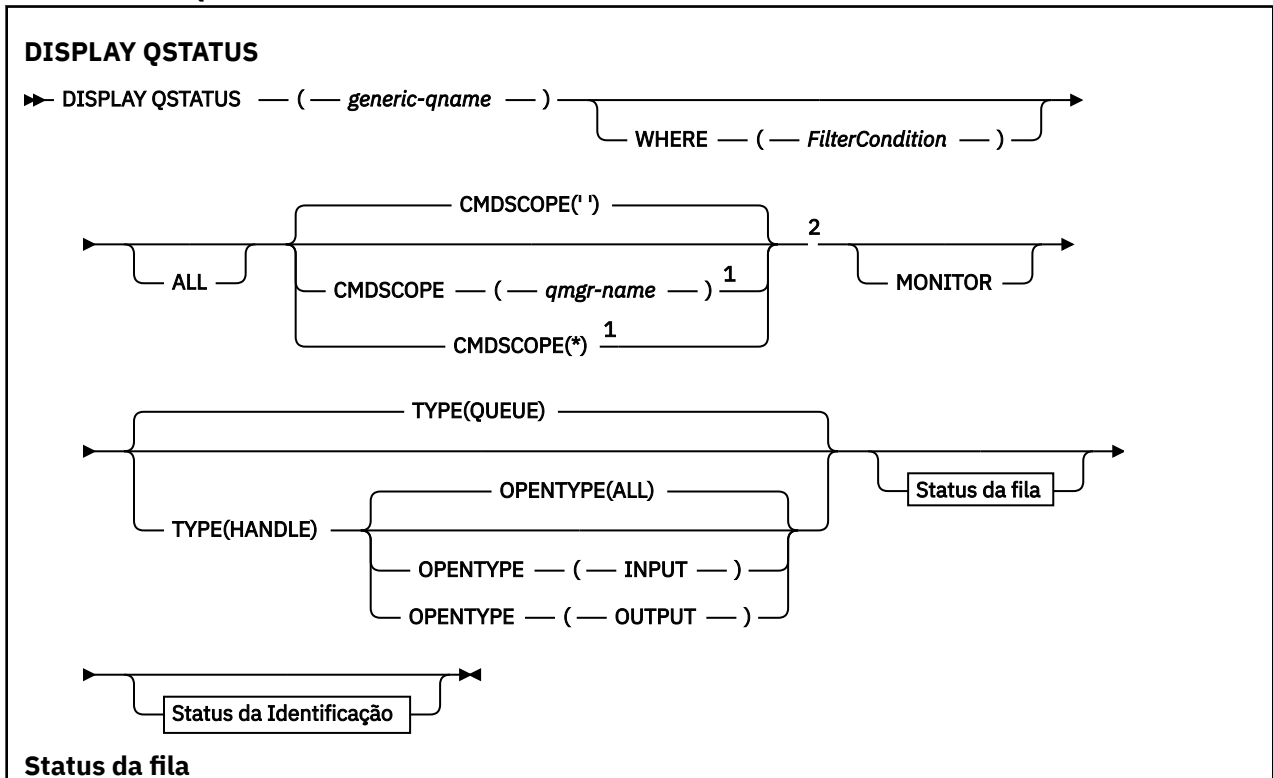 DISPLAY QSTATUS
DISPLAY QSTATUS ( generic-qname )
WHERE ( FilterCondition )
CMDSCOPE(' ')
2
ALL
CMDSCOPE ( qmgr-name ) 1
MONITOR
CMDSCOPE(*) 1
TYPE(QUEUE)
OPENTYPE(ALL)
Status da fila
TYPE(HANDLE)
OPENTYPE ( INPUT )
OPENTYPE ( OUTPUT )
Status da Identificação
Status da fila